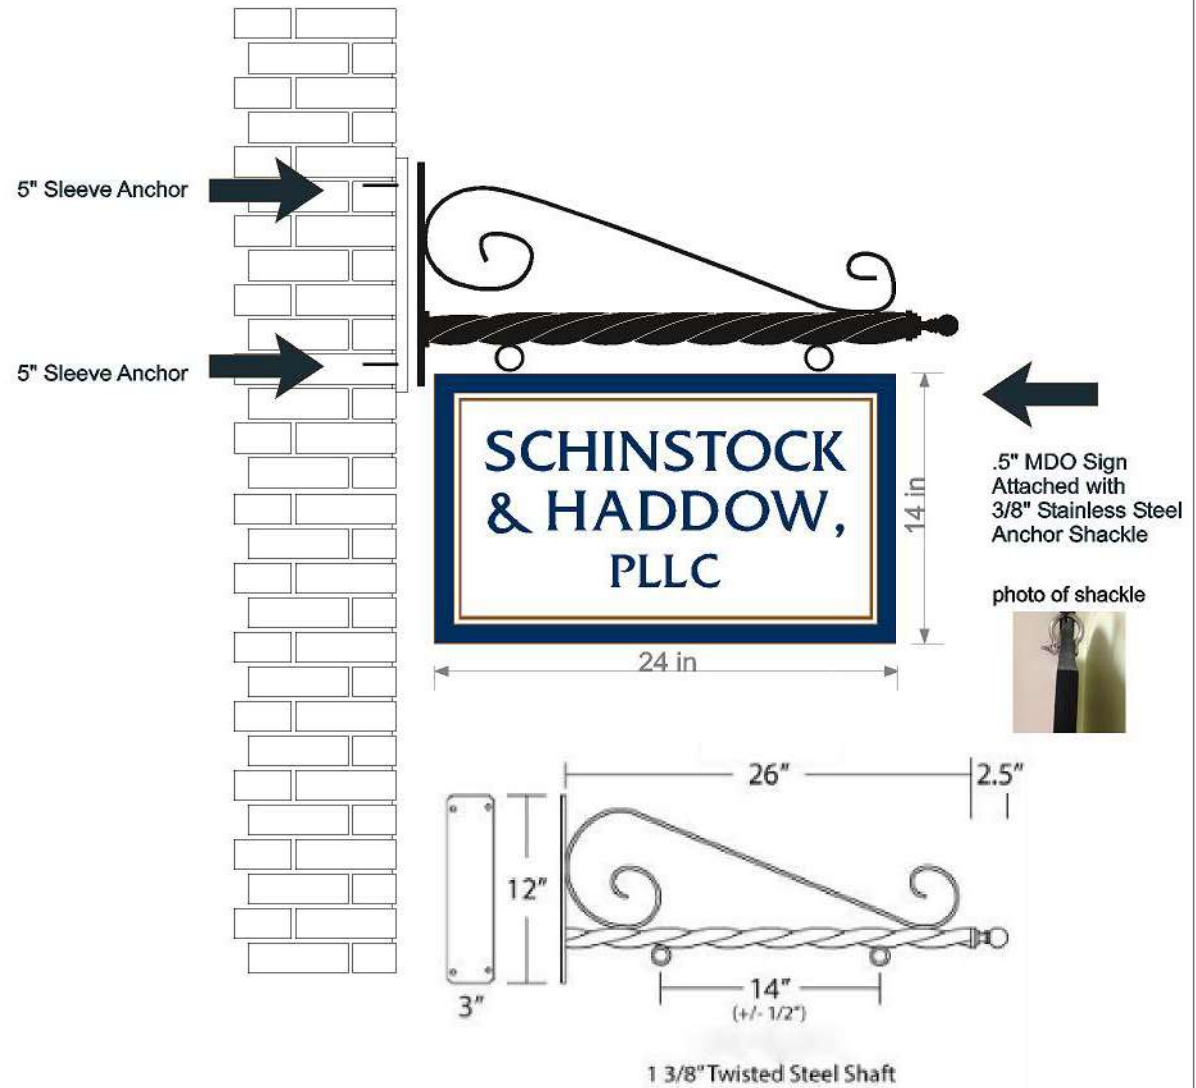 5" Sleeve Anchor
5" Sleeve Anchor
SCHINSTOCK
& HADDOW,
PLLC
14 in
24 in
.5" MDO Sign
Attached with
3/8" Stainless Steel
Anchor Shackle
photo of shackle
26"
2.5"
12"
3"
14"
(+/- 1/2")
1 3/8" Twisted Steel Shaft